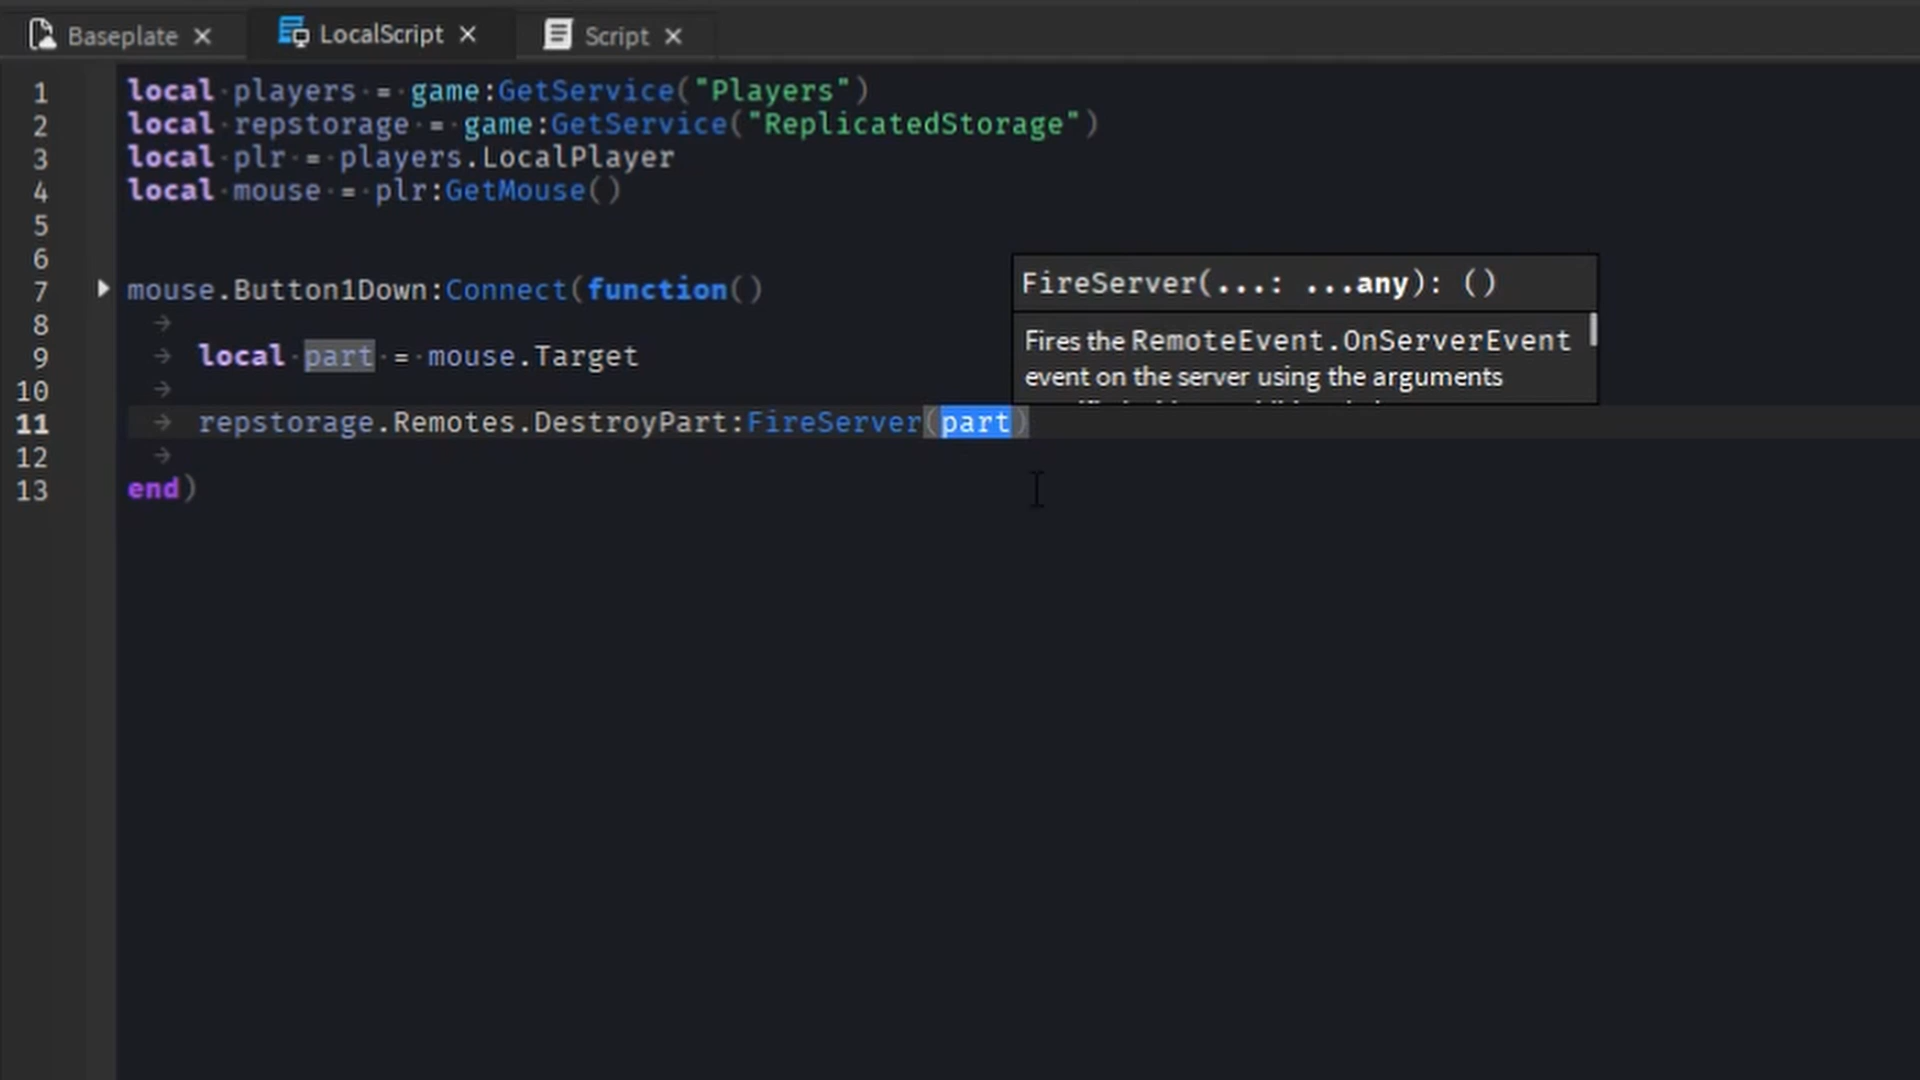 Baseplate
LocalScript
Script
1 local players = game:GetService("Players")
2 local repstorage = game:GetService("ReplicatedStorage")
3 local plr = players.LocalPlayer
4 local mouse = plr:GetMouse()
5
6
7 mouse.Button1Down:Connect(function()
8
9 local part = mouse.Target
10
11 repstorage.Remotes.DestroyPart:FireServer(part)
12
13 end)
FireServer(...: ...any): ()
Fires the RemoteEvent.OnServerEvent
event on the server using the arguments